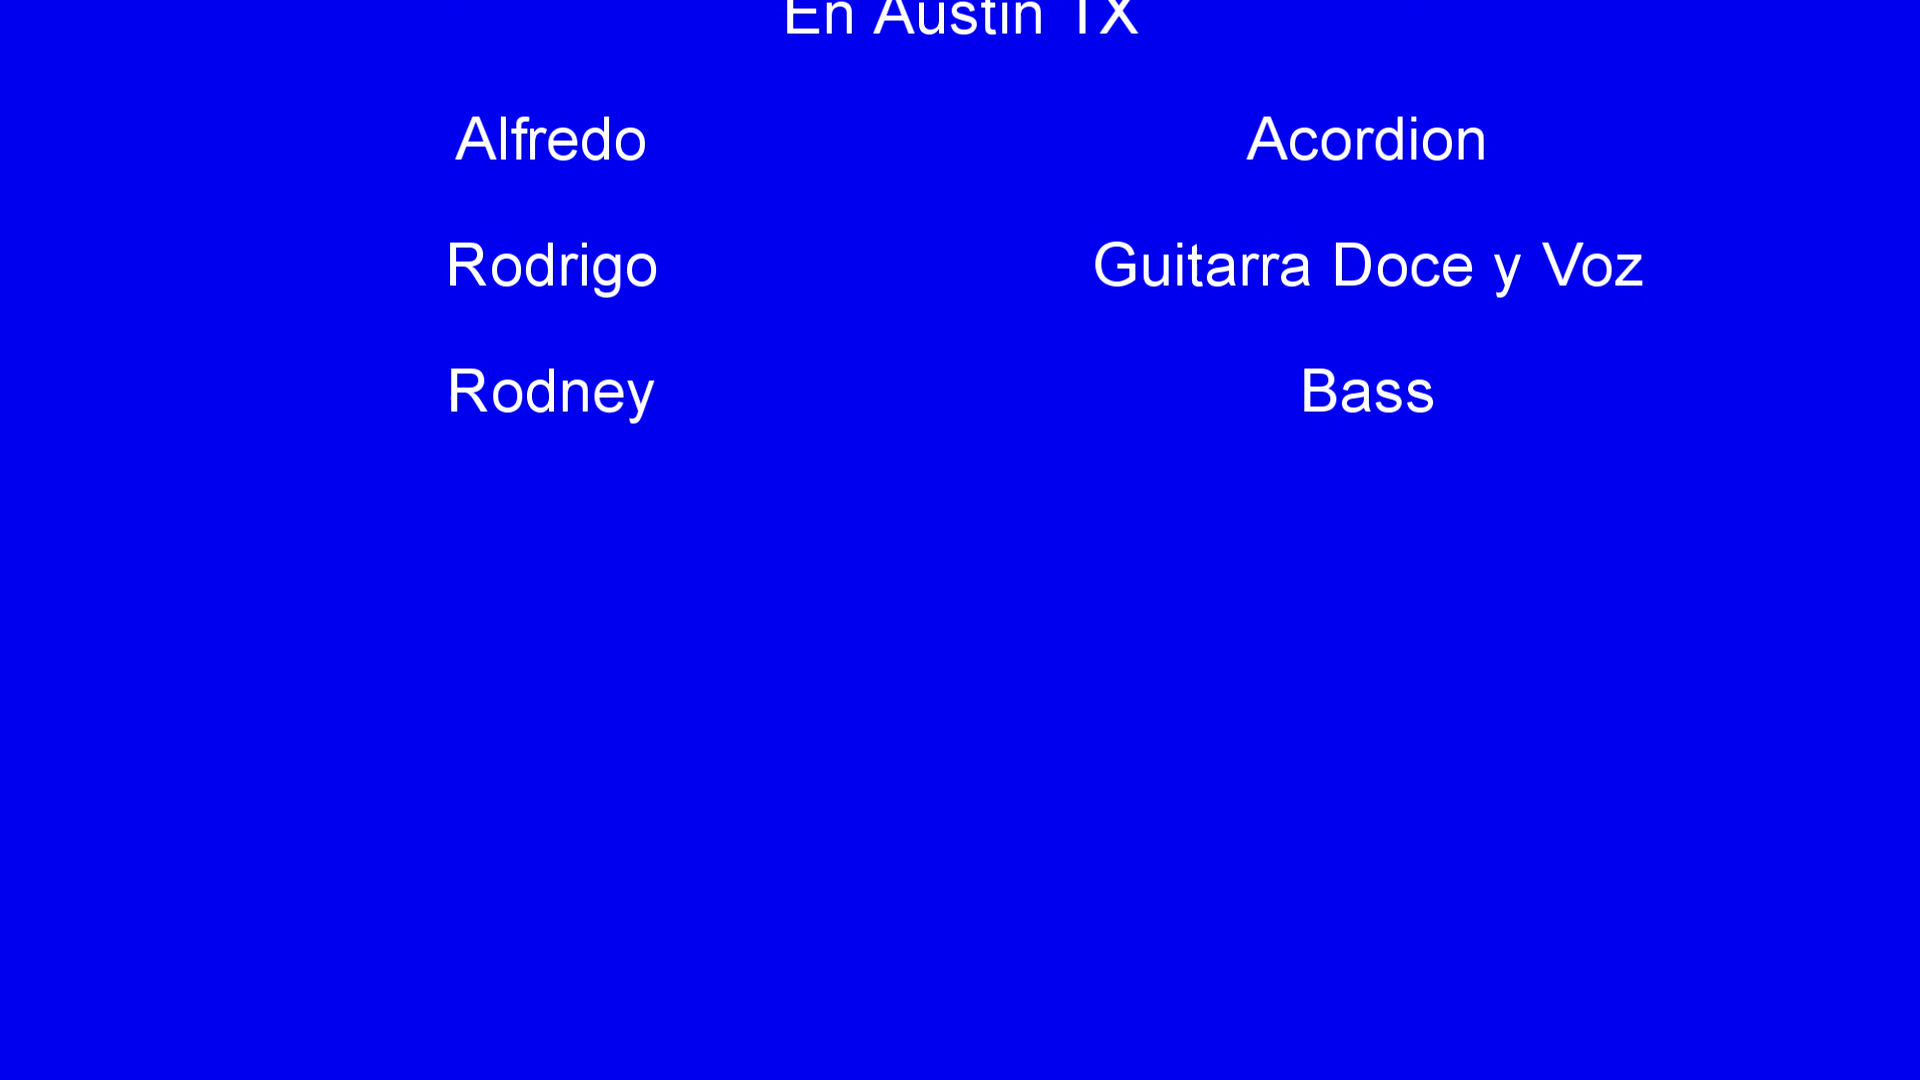 En Austin TX
Alfredo Acordion
Rodrigo Guitarra Doce y Voz
Rodney Bass